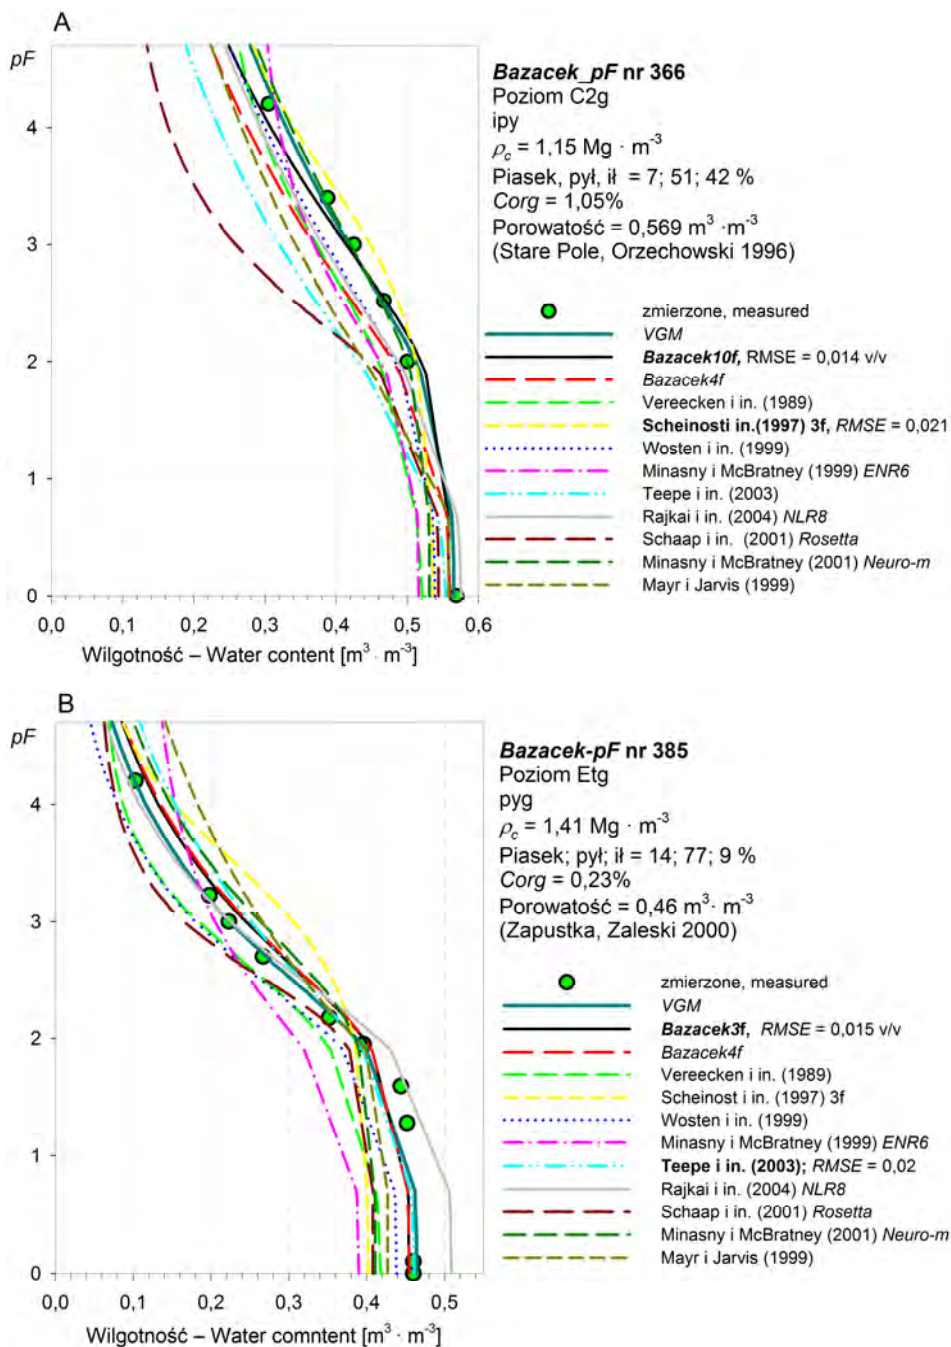 A
pF
4
3
2
1
0
0,0 0,1 0,2 0,3 0,4 0,5 0,6
Wilgotność – Water content [m³ · m⁻³]
Bazacek_pF nr 366
Poziom C2g
ipy
ρc = 1,15 Mg · m⁻³
Piasek, pył, ił = 7; 51; 42 %
Corg = 1,05%
Porowatość = 0,569 m³ ·m⁻³
(Stare Pole, Orzechowski 1996)
zmierzone, measured
VGM
Bazacek10f, RMSE = 0,014 v/v
Bazacek4f
Vereecken i in. (1989)
Scheinosti in.(1997) 3f, RMSE = 0,021
Wosten i in. (1999)
Minasny i McBratney (1999) ENR6
Teepe i in. (2003)
Rajkai i in. (2004) NLR8
Schaap i in. (2001) Rosetta
Minasny i McBratney (2001) Neuro-m
Mayr i Jarvis (1999)
B
pF
4
3
2
1
0
0,0 0,1 0,2 0,3 0,4 0,5
Wilgotność – Water comntent [m³ · m⁻³]
Bazacek-pF nr 385
Poziom Etg
pyg
ρc = 1,41 Mg · m⁻³
Piasek; pył; ił = 14; 77; 9 %
Corg = 0,23%
Porowatość = 0,46 m³· m⁻³
(Zapustka, Zaleski 2000)
zmierzone, measured
VGM
Bazacek3f, RMSE = 0,015 v/v
Bazacek4f
Vereecken i in. (1989)
Scheinost i in. (1997) 3f
Wosten i in. (1999)
Minasny i McBratney (1999) ENR6
Teepe i in. (2003); RMSE = 0,02
Rajkai i in. (2004) NLR8
Schaap i in. (2001) Rosetta
Minasny i McBratney (2001) Neuro-m
Mayr i Jarvis (1999)